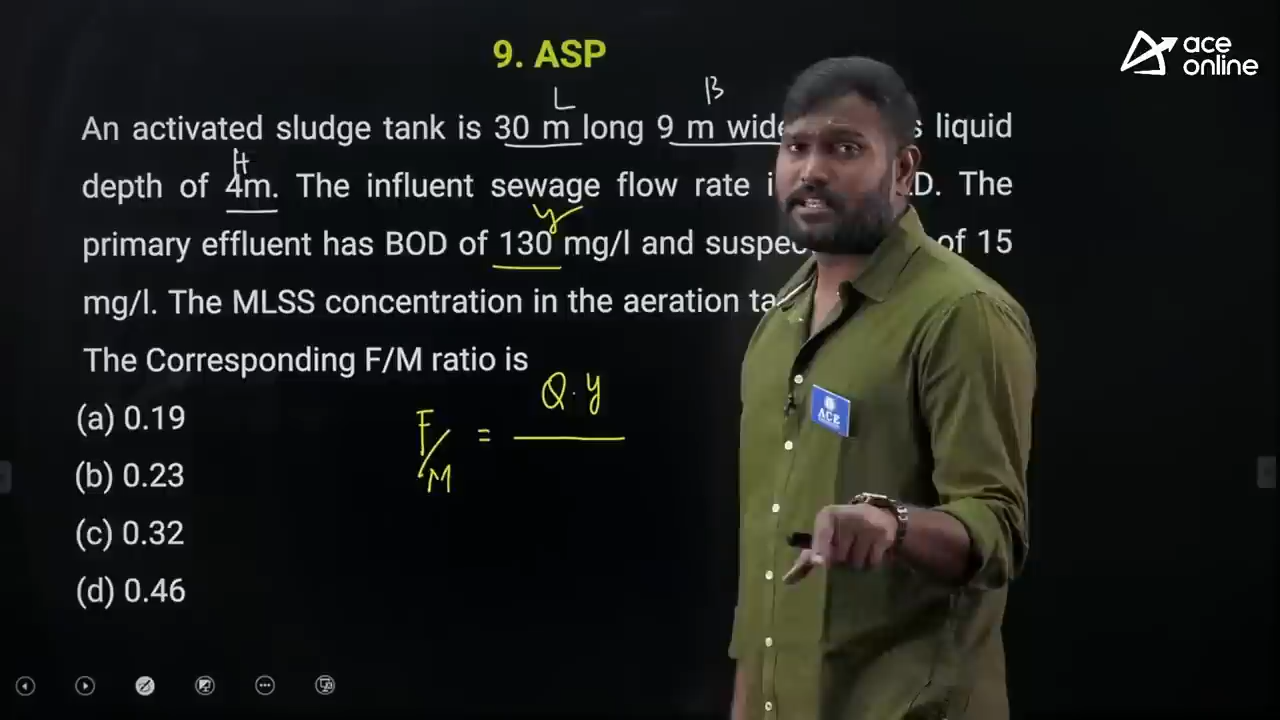 ace
online
9. ASP
L B
An activated sludge tank is 30 m long 9 m wide liquid
H
depth of 4m. The influent sewage flow rate The
y
primary effluent has BOD of 130 mg/l and of 15
mg/l. The MLSS concentration in the aeration
The Corresponding F/M ratio is
(a) 0.19
(b) 0.23
(c) 0.32
(d) 0.46
F/M = Q.y
ACE